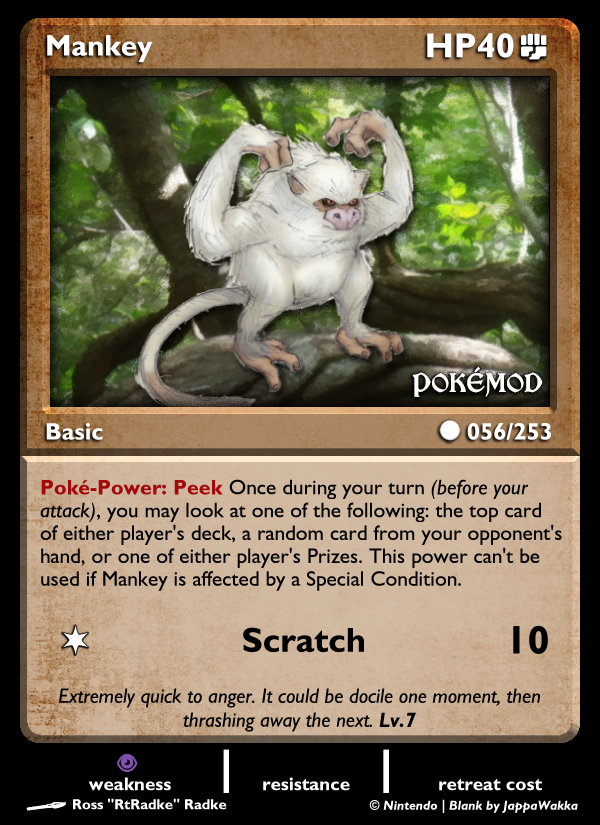 Mankey HP40
POKÉMOD
Basic 056/253
Poké-Power: Peek Once during your turn (before your
attack), you may look at one of the following: the top card
of either player's deck, a random card from your opponent's
hand, or one of either player's Prizes. This power can't be
used if Mankey is affected by a Special Condition.
Scratch 10
Extremely quick to anger. It could be docile one moment, then
thrashing away the next. Lv.7
weakness resistance retreat cost
Ross "RtRadke" Radke © Nintendo | Blank by JappaWakka